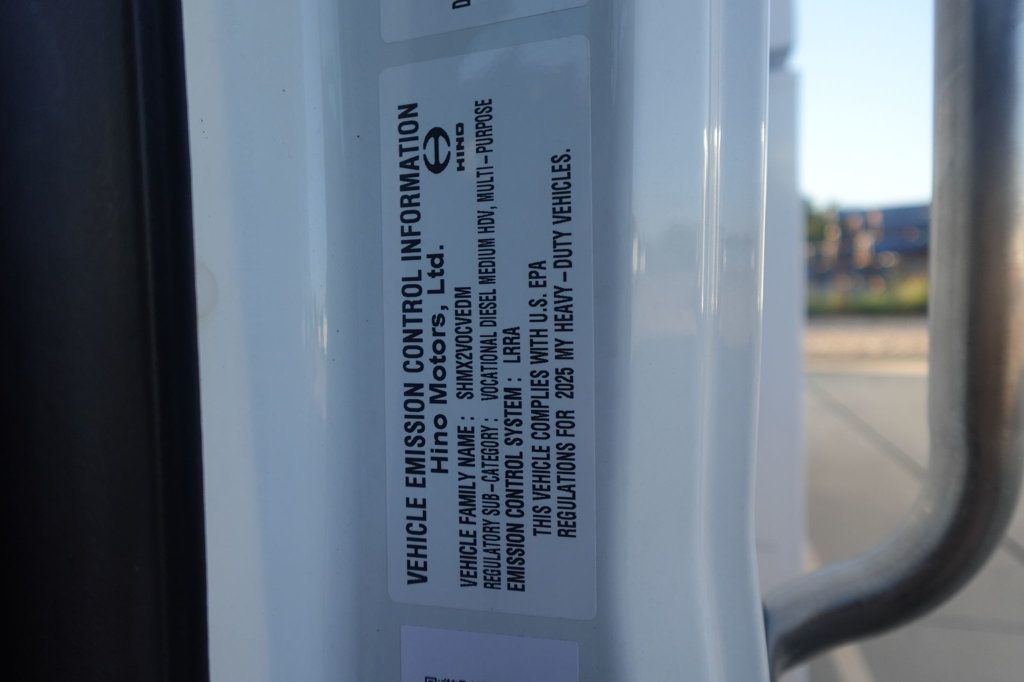 VEHICLE EMISSION CONTROL INFORMATION
Hino Motors, Ltd.
HINO
VEHICLE FAMILY NAME : SHMX2VOCVEDM
REGULATORY SUB-CATEGORY : VOCATIONAL DIESEL MEDIUM HDV, MULTI-PURPOSE
EMISSION CONTROL SYSTEM : LRRA
THIS VEHICLE COMPLIES WITH U.S. EPA
REGULATIONS FOR 2025 MY HEAVY-DUTY VEHICLES.